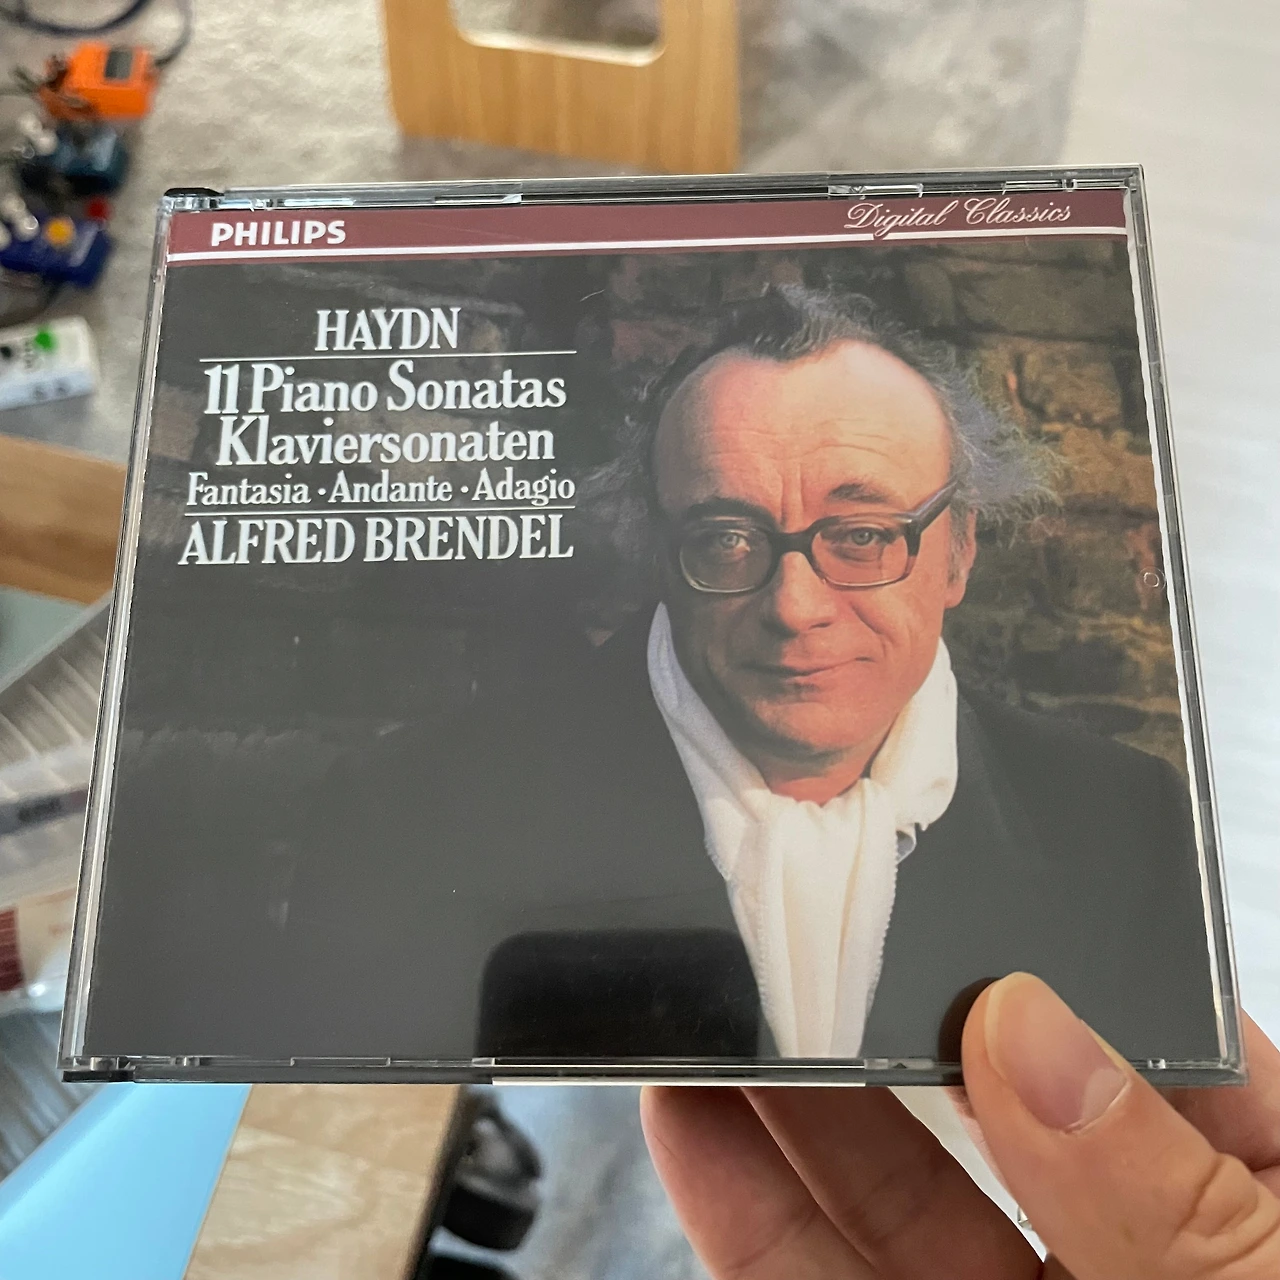 PHILIPS
Digital Classics
HAYDN
11 Piano Sonatas
Klaviersonaten
Fantasia · Andante · Adagio
ALFRED BRENDEL